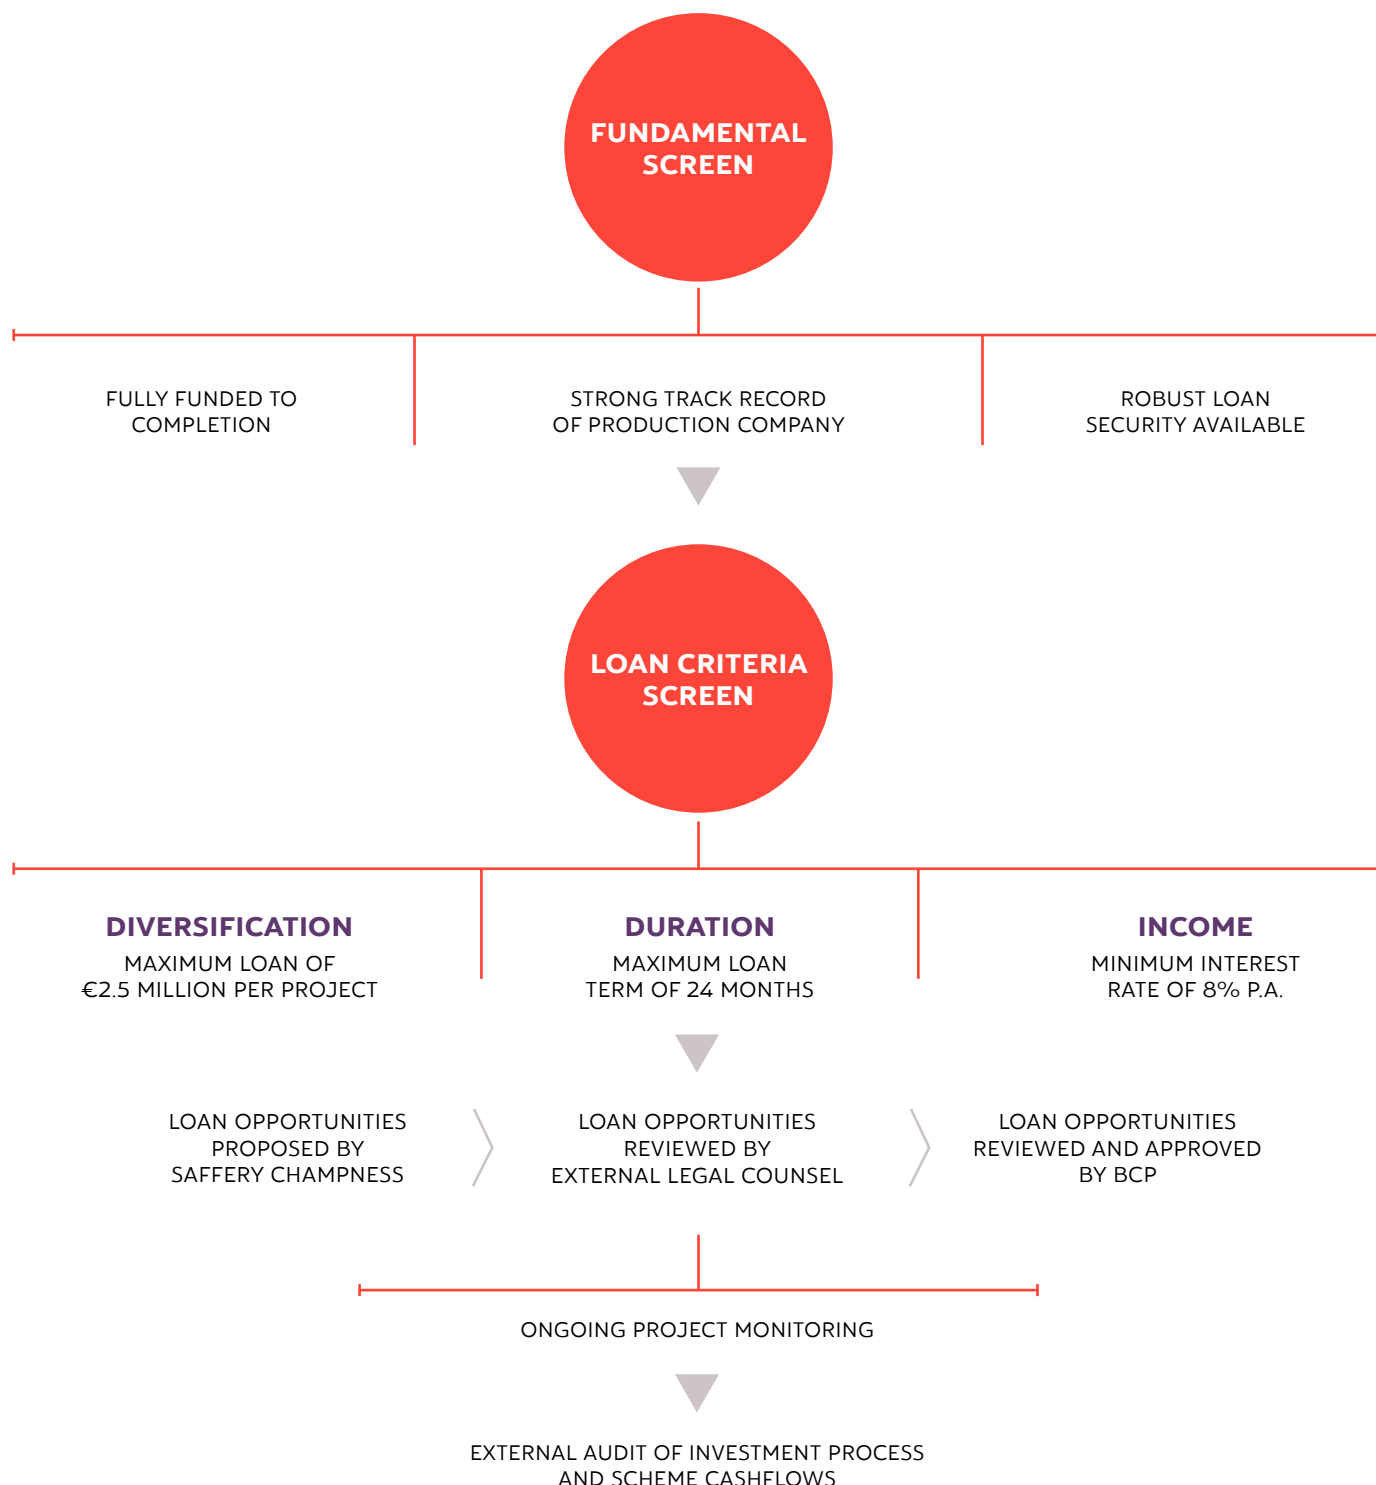 FUNDAMENTAL
SCREEN
FULLY FUNDED TO
COMPLETION
STRONG TRACK RECORD
OF PRODUCTION COMPANY
ROBUST LOAN
SECURITY AVAILABLE
LOAN CRITERIA
SCREEN
DIVERSIFICATION
MAXIMUM LOAN OF
€2.5 MILLION PER PROJECT
DURATION
MAXIMUM LOAN
TERM OF 24 MONTHS
INCOME
MINIMUM INTEREST
RATE OF 8% P.A.
LOAN OPPORTUNITIES
PROPOSED BY
SAFFERY CHAMPNESS
LOAN OPPORTUNITIES
REVIEWED BY
EXTERNAL LEGAL COUNSEL
LOAN OPPORTUNITIES
REVIEWED AND APPROVED
BY BCP
ONGOING PROJECT MONITORING
EXTERNAL AUDIT OF INVESTMENT PROCESS
AND SCHEME CASHFLOWS